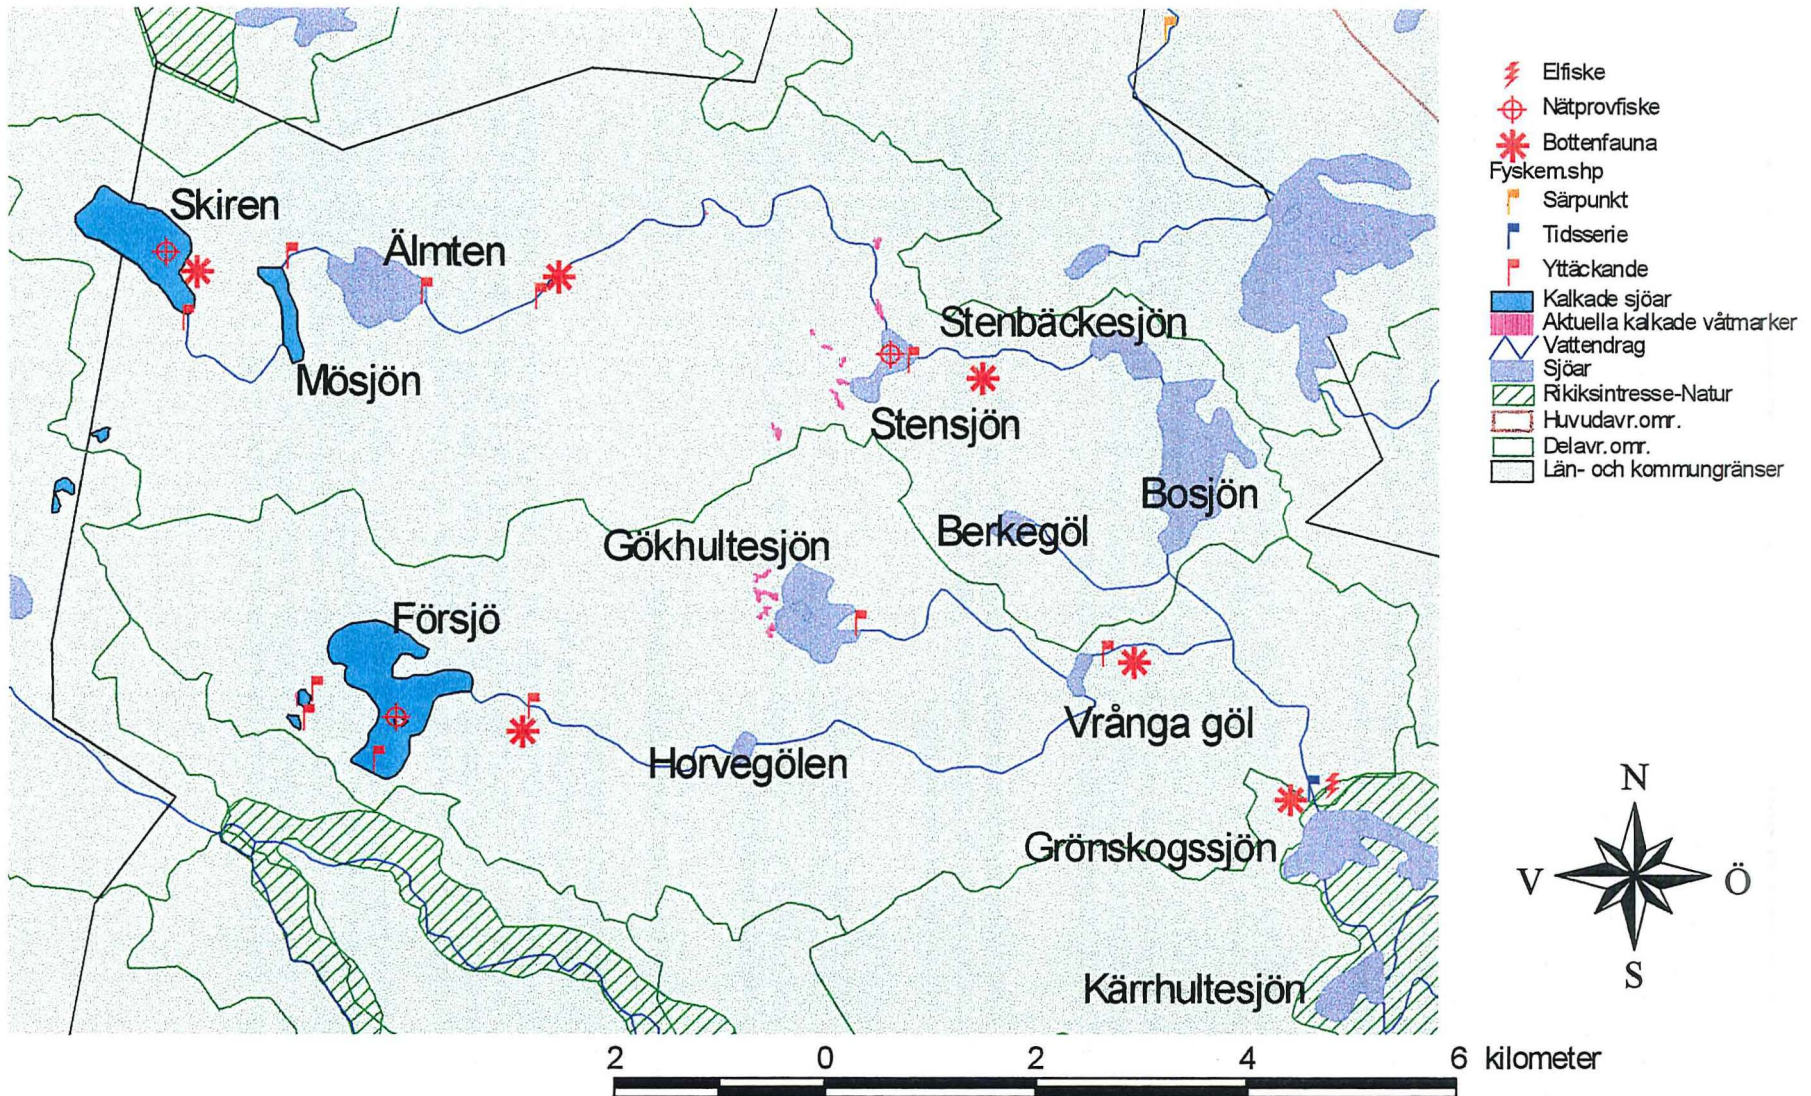 Skiren
Älmten
Mösjön
Stenbäckesjön
Stensjön
Bosjön
Berkegöl
Gökhultesjön
Försjö
Vrånga göl
Horvegölen
Grönskogssjön
Kärrhultesjön
Elfiske
Nätprovfiske
Bottenfauna
Fyskem.shp
Särpunkt
Tidsserie
Yttäckande
Kalkade sjöar
Aktuella kalkade våtmarker
Vattendrag
Sjöar
Rikiksintresse-Natur
Huvudavr.omr.
Delavr.omr.
Län- och kommungränser
N
V Ö
S
2 0 2 4 6 kilometer